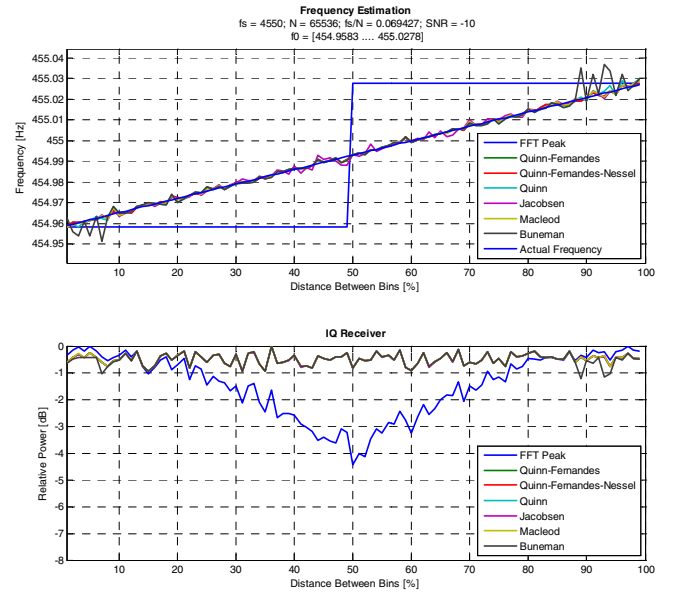 Frequency Estimation
fs = 4550; N = 65536; fs/N = 0.069427; SNR = -10
f0 = [454.9583 .... 455.0278]
Frequency [Hz]
455.04
455.03
455.02
455.01
455
454.99
454.98
454.97
454.96
454.95
FFT Peak
Quinn-Fernandes
Quinn-Fernandes-Nessel
Quinn
Jacobsen
Macleod
Buneman
Actual Frequency
10 20 30 40 50 60 70 80 90 100
Distance Between Bins [%]
IQ Receiver
Relative Power [dB]
0
-1
-2
-3
-4
-5
-6
-7
-8
FFT Peak
Quinn-Fernandes
Quinn-Fernandes-Nessel
Quinn
Jacobsen
Macleod
Buneman
10 20 30 40 50 60 70 80 90 100
Distance Between Bins [%]